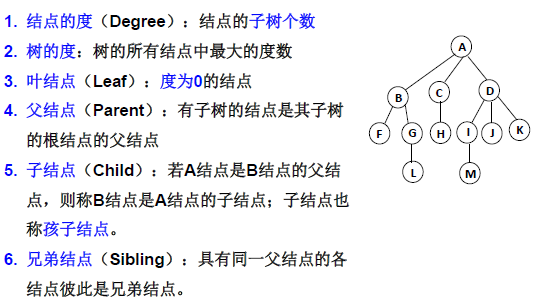 1. 结点的度（Degree）：结点的子树个数
2. 树的度：树的所有结点中最大的度数
3. 叶结点（Leaf）：度为0的结点
4. 父结点（Parent）：有子树的结点是其子树
的根结点的父结点
5. 子结点（Child）：若A结点是B结点的父结
点，则称B结点是A结点的子结点；子结点也
称孩子结点。
6. 兄弟结点（Sibling）：具有同一父结点的各
结点彼此是兄弟结点。
A
B C D
F G H I J K
L M